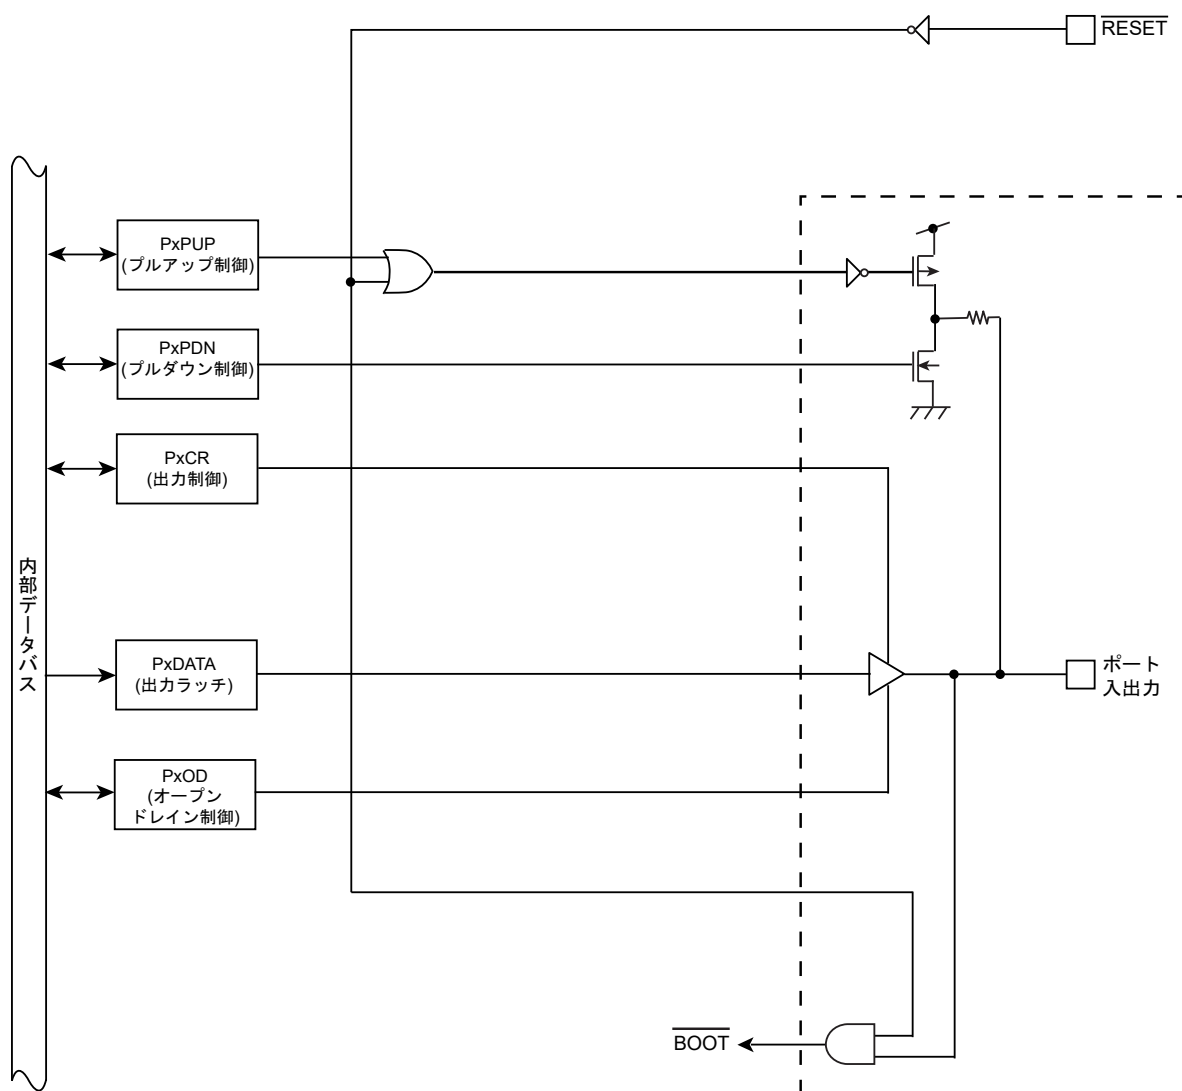 RESET
PxPUP
(プルアップ制御)
PxPDN
(プルダウン制御)
PxCR
(出力制御)
内部データバス
PxDATA
(出力ラッチ)
ポート
入出力
PxOD
(オープン
ドレイン制御)
BOOT